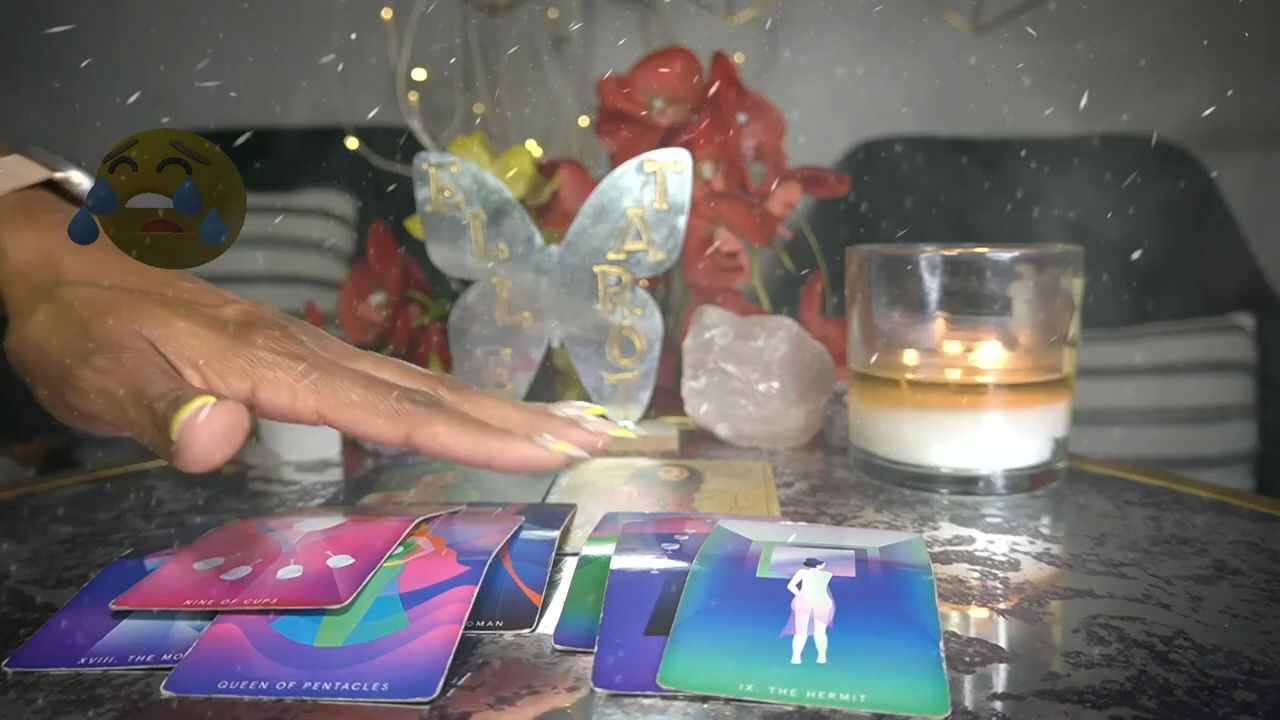 ELLE
TAROT
NINE OF CUPS
XVIII. THE MO
OMAN
QUEEN OF PENTACLES
IX. THE HERMIT